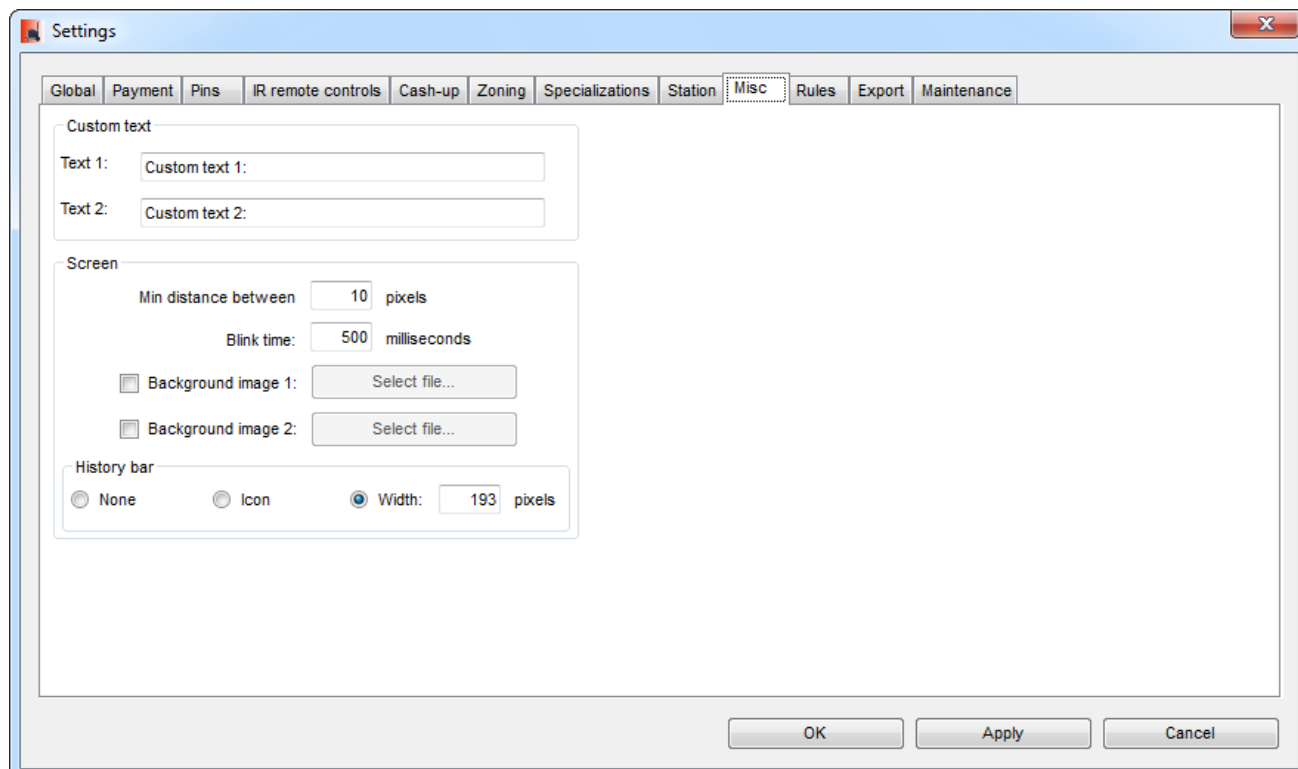 Settings
Global Payment Pins IR remote controls Cash-up Zoning Specializations Station Misc Rules Export Maintenance
Custom text
Text 1: Custom text 1:
Text 2: Custom text 2:
Screen
Min distance between 10 pixels
Blink time: 500 milliseconds
Background image 1: Select file...
Background image 2: Select file...
History bar
None Icon Width: 193 pixels
OK Apply Cancel